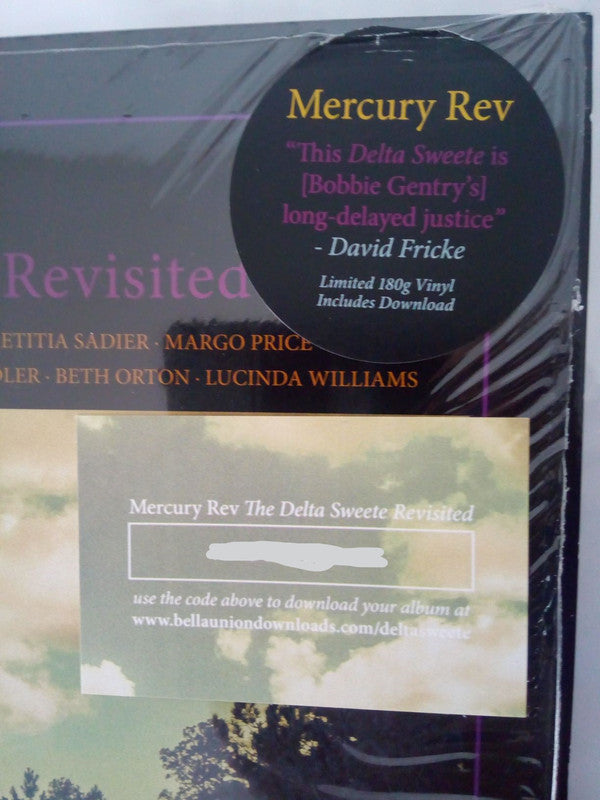 Mercury Rev
“This Delta Sweete is
[Bobbie Gentry’s]
long-delayed justice”
- David Fricke
Limited 180g Vinyl
Includes Download
Revisited
ETITIA SADIER · MARGO PRICE
DLER · BETH ORTON · LUCINDA WILLIAMS
Mercury Rev The Delta Sweete Revisited
use the code above to download your album at
www.bellauniondownloads.com/deltasweete